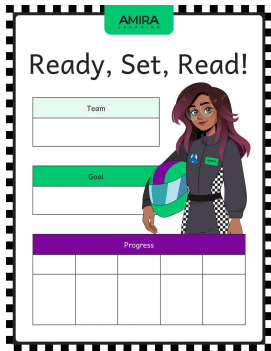 AMIRA
LEARNING
Ready, Set, Read!
Team
Goal
Progress